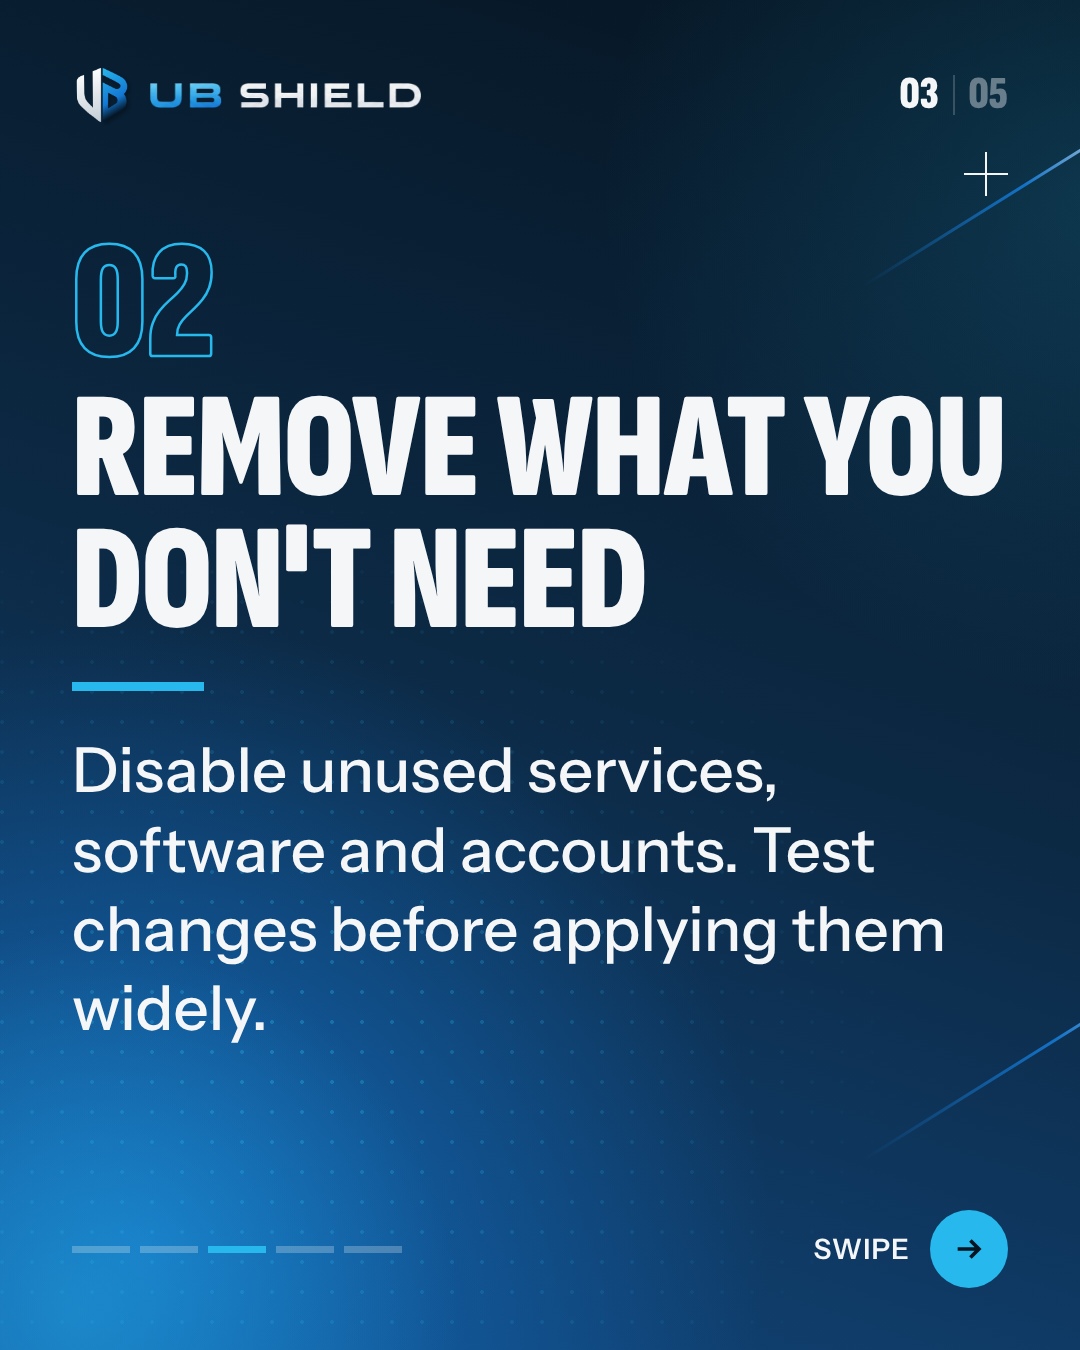 UB SHIELD
03 | 05
02
REMOVE WHAT YOU
DON'T NEED
Disable unused services,
software and accounts. Test
changes before applying them
widely.
SWIPE